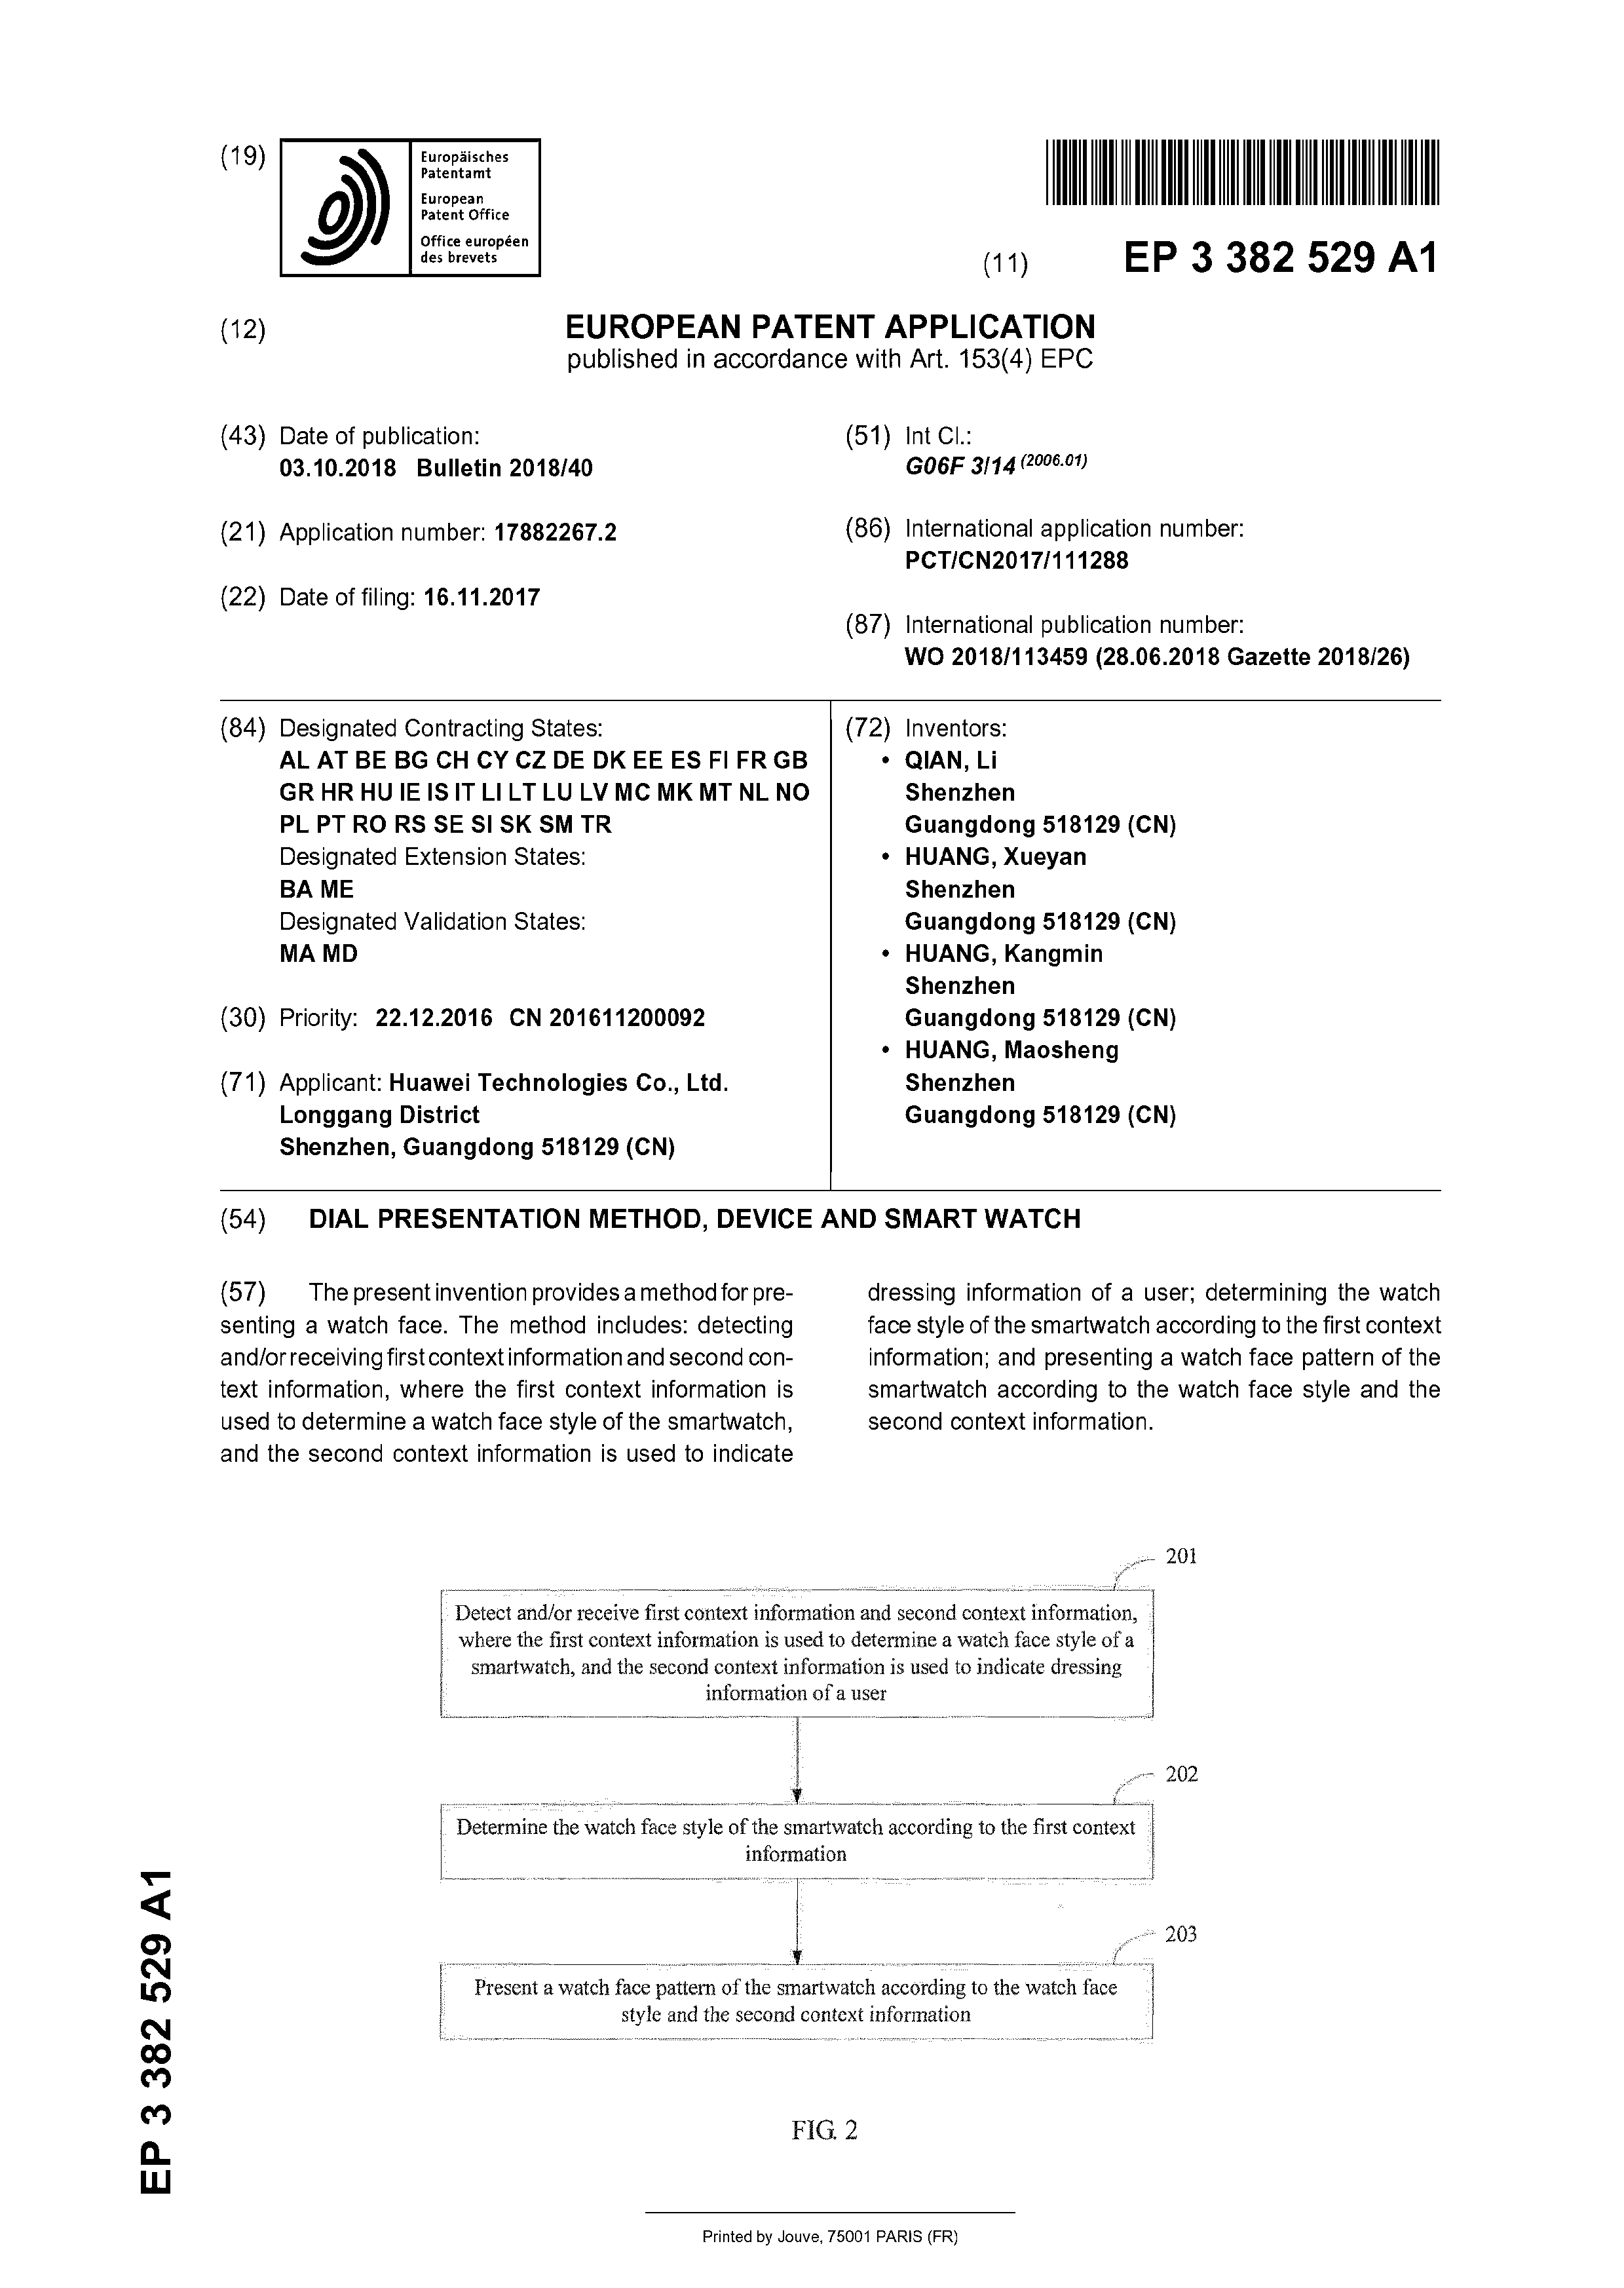 (19)
Europäisches
Patentamt
European
Patent Office
Office européen
des brevets
(11) EP 3 382 529 A1
(12) EUROPEAN PATENT APPLICATION
published in accordance with Art. 153(4) EPC
(43) Date of publication:
03.10.2018 Bulletin 2018/40
(21) Application number: 17882267.2
(22) Date of filing: 16.11.2017
(51) Int Cl.:
G06F 3/14 (2006.01)
(86) International application number:
PCT/CN2017/111288
(87) International publication number:
WO 2018/113459 (28.06.2018 Gazette 2018/26)
(84) Designated Contracting States:
AL AT BE BG CH CY CZ DE DK EE ES FI FR GB
GR HR HU IE IS IT LI LT LU LV MC MK MT NL NO
PL PT RO RS SE SI SK SM TR
Designated Extension States:
BA ME
Designated Validation States:
MA MD
(30) Priority: 22.12.2016 CN 201611200092
(71) Applicant: Huawei Technologies Co., Ltd.
Longgang District
Shenzhen, Guangdong 518129 (CN)
(72) Inventors:
• QIAN, Li
Shenzhen
Guangdong 518129 (CN)
• HUANG, Xueyan
Shenzhen
Guangdong 518129 (CN)
• HUANG, Kangmin
Shenzhen
Guangdong 518129 (CN)
• HUANG, Maosheng
Shenzhen
Guangdong 518129 (CN)
(54) DIAL PRESENTATION METHOD, DEVICE AND SMART WATCH
(57) The present invention provides a method for pre-
senting a watch face. The method includes: detecting
and/or receiving first context information and second con-
text information, where the first context information is
used to determine a watch face style of the smartwatch,
and the second context information is used to indicate
dressing information of a user; determining the watch
face style of the smartwatch according to the first context
information; and presenting a watch face pattern of the
smartwatch according to the watch face style and the
second context information.
201
Detect and/or receive first context information and second context information,
where the first context information is used to determine a watch face style of a
smartwatch, and the second context information is used to indicate dressing
information of a user
202
Determine the watch face style of the smartwatch according to the first context
information
203
Present a watch face pattern of the smartwatch according to the watch face
style and the second context information
FIG. 2
EP 3 382 529 A1
Printed by Jouve, 75001 PARIS (FR)